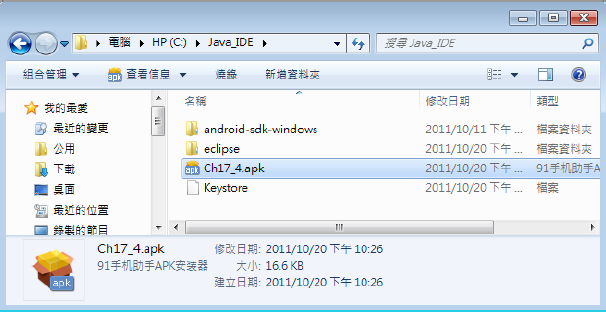 電腦 ▸ HP (C:) ▸ Java_IDE ▸
搜尋 Java_IDE
組合管理 查看信息 燒錄 新增資料夾
名稱 修改日期 類型
我的最愛
最近的變更
公用
下載
桌面
最近的位置
錄製的節目
android-sdk-windows 2011/10/11 下午 ... 檔案資料夾
eclipse 2011/10/20 下午 ... 檔案資料夾
Ch17_4.apk 2011/10/20 下午 ... 91手机助手A
Keystore 2011/10/20 下午 ... 檔案
Ch17_4.apk 修改日期: 2011/10/20 下午 10:26
91手机助手APK安装器 大小: 16.6 KB
建立日期: 2011/10/20 下午 10:26
apk